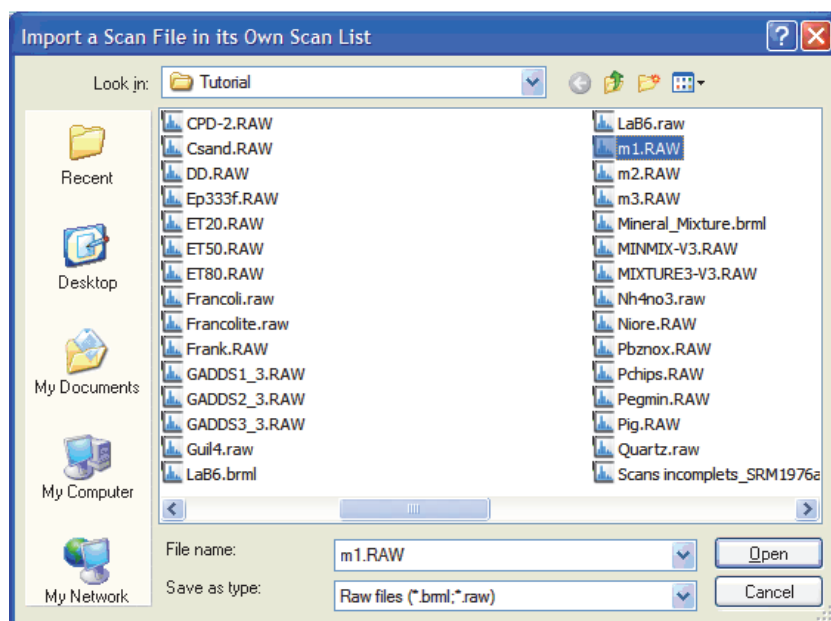 Import a Scan File in its Own Scan List
Look in:
Tutorial
Recent
Desktop
My Documents
My Computer
My Network
CPD-2.RAW
Csand.RAW
DD.RAW
Ep333f.RAW
ET20.RAW
ET50.RAW
ET80.RAW
Francoli.raw
Francolite.raw
Frank.RAW
GADDS1_3.RAW
GADDS2_3.RAW
GADDS3_3.RAW
Guil4.raw
LaB6.brml
LaB6.raw
m1.RAW
m2.RAW
m3.RAW
Mineral_Mixture.brml
MINMIX-V3.RAW
MIXTURE3-V3.RAW
Nh4no3.raw
Niore.RAW
Pbznox.RAW
Pchips.RAW
Pegmin.RAW
Pig.RAW
Quartz.raw
Scans incomplets_SRM1976a
File name:
m1.RAW
Open
Save as type:
Raw files (*.brml;*.raw)
Cancel